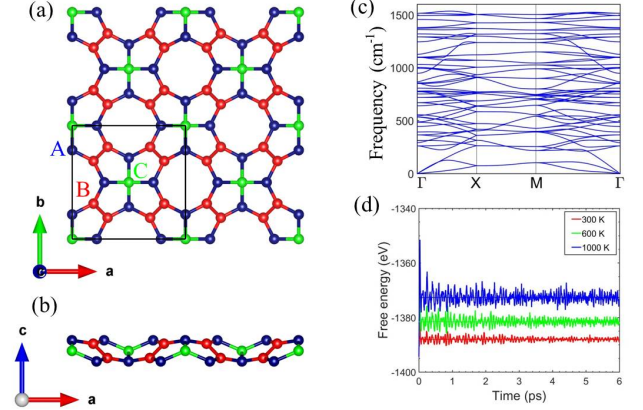 (a)
A
B
C
b
a
(b)
c
a
(c)
Frequency (cm⁻¹)
1500
1000
500
0
Γ
X
M
Γ
(d)
Free energy (eV)
-1340
-1360
-1380
-1400
300 K
600 K
1000 K
0
1
2
3
4
5
6
Time (ps)